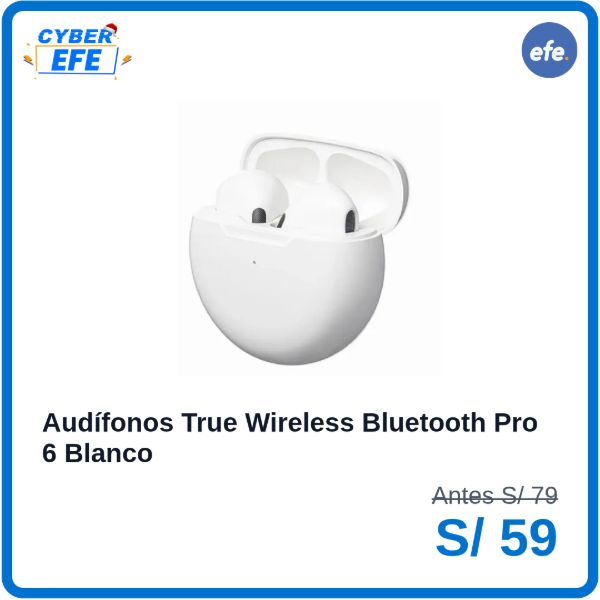 CYBER
EFE
efe.
Audífonos True Wireless Bluetooth Pro
6 Blanco
Antes S/ 79
S/ 59